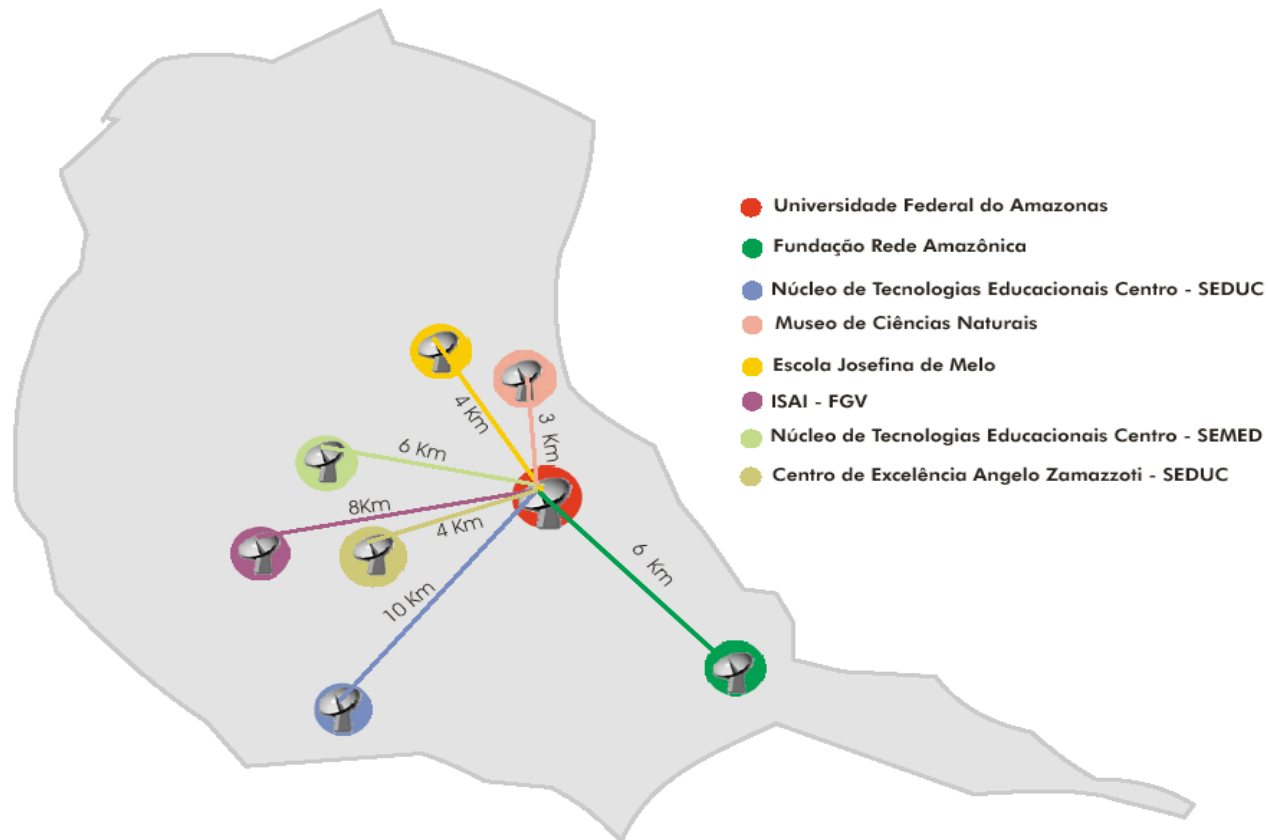 Universidade Federal do Amazonas
Fundação Rede Amazônica
Núcleo de Tecnologias Educacionais Centro - SEDUC
Museo de Ciências Naturais
Escola Josefina de Melo
ISAI - FGV
Núcleo de Tecnologias Educacionais Centro - SEMED
Centro de Excelência Angelo Zamazzoti - SEDUC
4 Km
3 Km
6 Km
8Km
4 Km
10 Km
6 Km